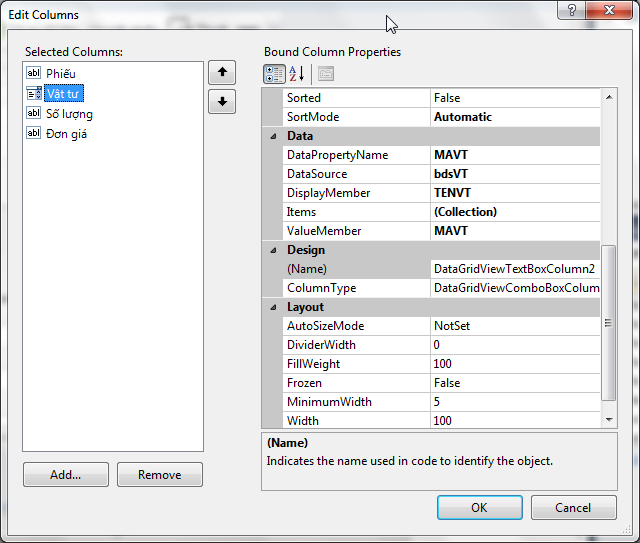 Edit Columns
Selected Columns:
Phiếu
Vật tư
Số lượng
Đơn giá
Add...
Remove
Bound Column Properties
Sorted False
SortMode Automatic
Data
DataPropertyName MAVT
DataSource bdsVT
DisplayMember TENVT
Items (Collection)
ValueMember MAVT
Design
(Name) DataGridViewTextBoxColumn2
ColumnType DataGridViewComboBoxColum
Layout
AutoSizeMode NotSet
DividerWidth 0
FillWeight 100
Frozen False
MinimumWidth 5
Width 100
(Name)
Indicates the name used in code to identify the object.
OK
Cancel